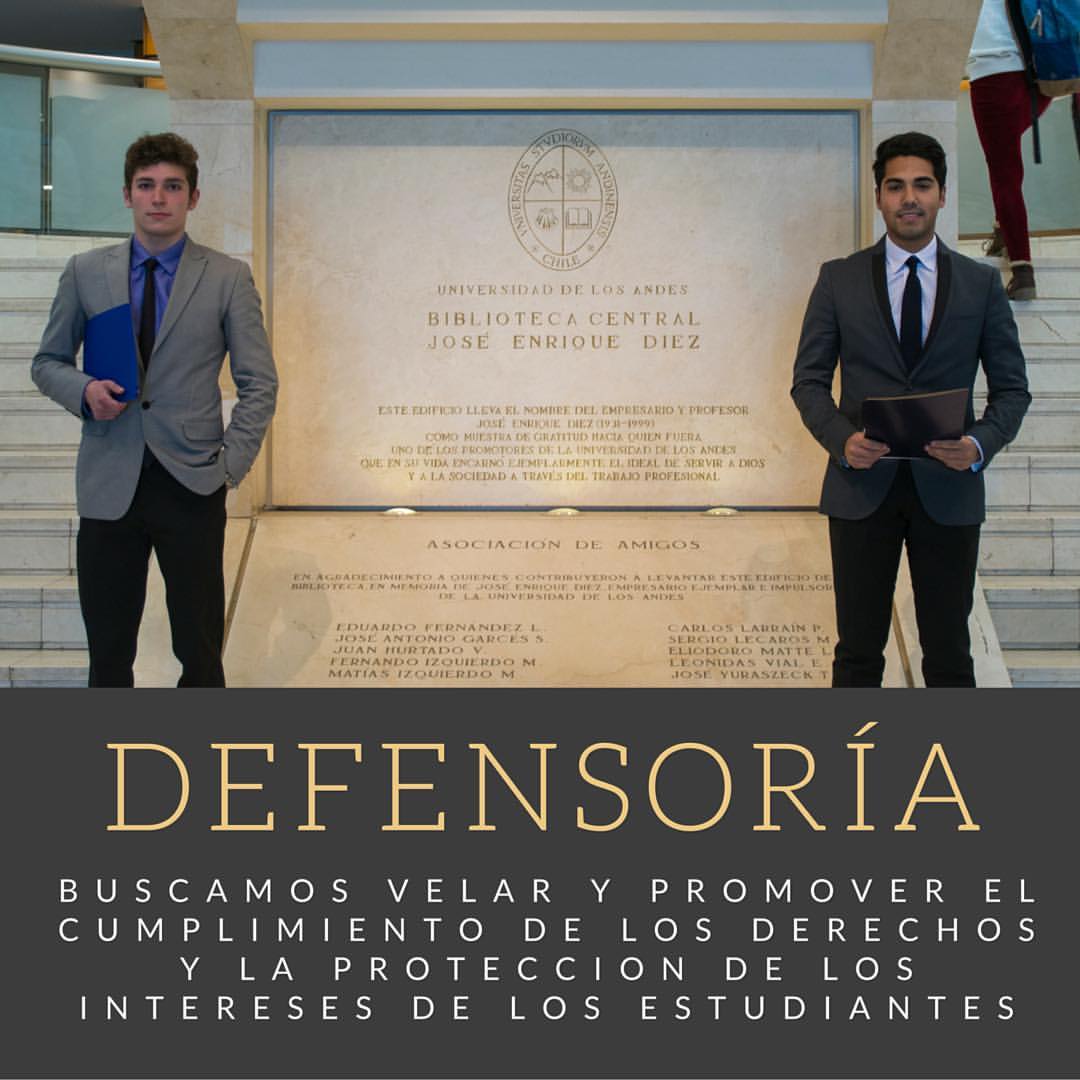 VNIVERSITAS STVDIORVM ANDINENSIS
CHILE
UNIVERSIDAD DE LOS ANDES
BIBLIOTECA CENTRAL
JOSÉ ENRIQUE DIEZ
ESTE EDIFICIO LLEVA EL NOMBRE DEL EMPRESARIO Y PROFESOR
JOSÉ ENRIQUE DIEZ (1931-1999)
COMO MUESTRA DE GRATITUD HACIA QUIEN FUERA
UNO DE LOS PROMOTORES DE LA UNIVERSIDAD DE LOS ANDES
QUE EN SU VIDA ENCARNÓ EJEMPLARMENTE EL IDEAL DE SERVIR A DIOS
Y A LA SOCIEDAD A TRAVÉS DEL TRABAJO PROFESIONAL
ASOCIACIÓN DE AMIGOS
EN AGRADECIMIENTO A QUIENES CONTRIBUYERON A LEVANTAR ESTE EDIFICIO DE
BIBLIOTECA, EN MEMORIA DE JOSÉ ENRIQUE DIEZ, EMPRESARIO EJEMPLAR E IMPULSOR
DE LA UNIVERSIDAD DE LOS ANDES
EDUARDO FERNANDEZ L. CARLOS LARRAÍN P.
JOSÉ ANTONIO GARCÉS S. SERGIO LECAROS M
JUAN HURTADO V. ELIODORO MATTE L
FERNANDO IZQUIERDO M. LEONIDAS VIAL E.
MATÍAS IZQUIERDO M JOSÉ YURASZECK T
DEFENSORÍA
BUSCAMOS VELAR Y PROMOVER EL
CUMPLIMIENTO DE LOS DERECHOS
Y LA PROTECCION DE LOS
INTERESES DE LOS ESTUDIANTES